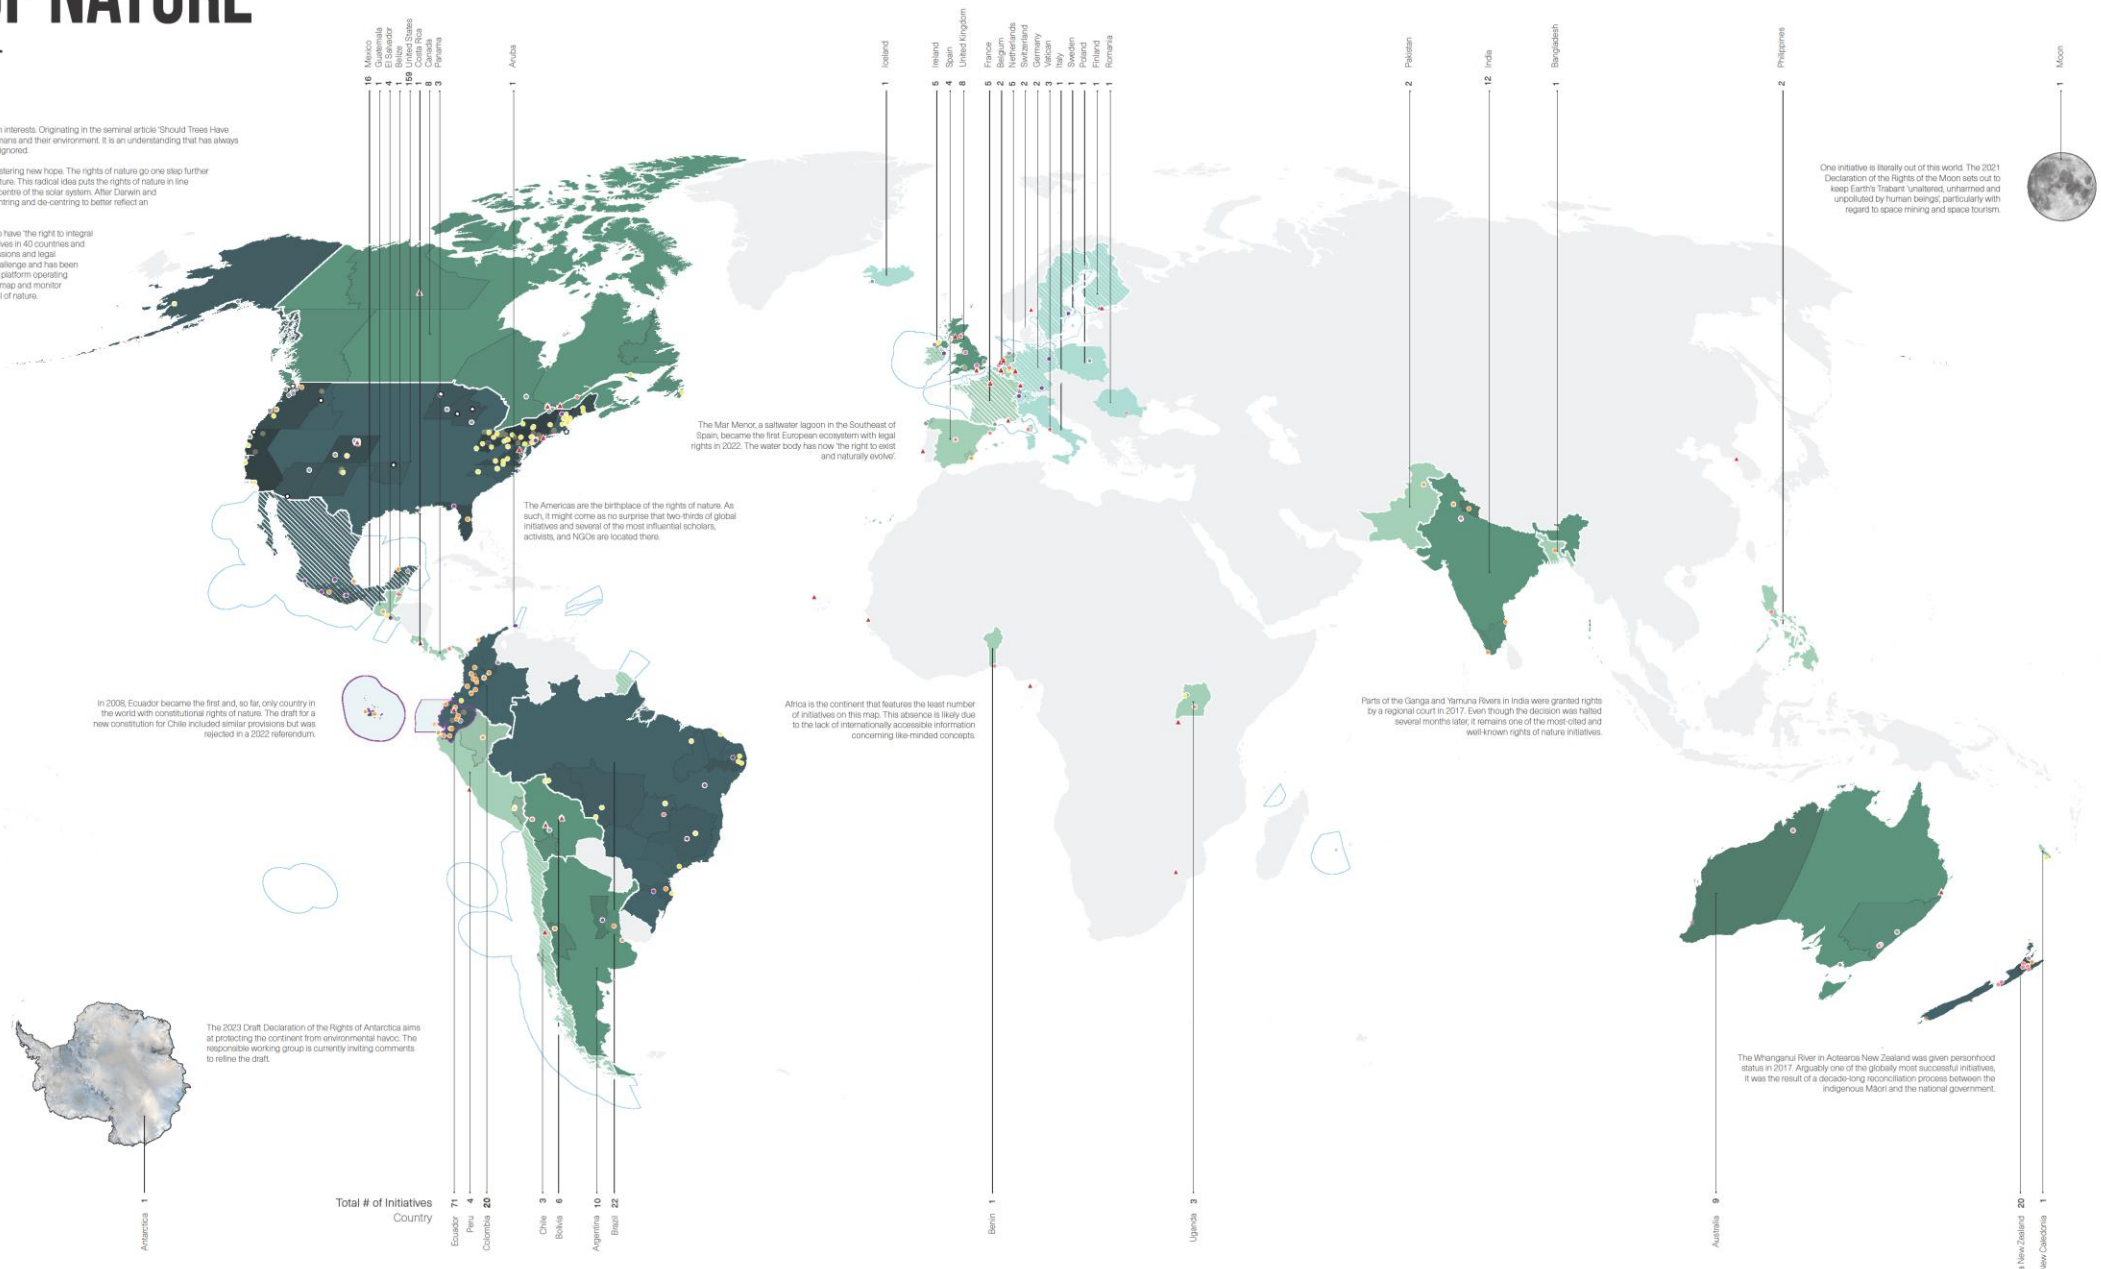 OF NATURE
interests. Originating in the seminal article 'Should Trees Have
mans and their environment. It is an understanding that has always
ignored.
stering new hope. The rights of nature go one step further
ture. This radical idea puts the rights of nature in line
centre of the solar system. After Darwin and
ntring and de-centring to better reflect an
have 'the right to integral
ves in 40 countries and
sions and legal
allenge and has been
platform operating
map and monitor
l of nature.
16 Mexico
1 Guatemala
4 El Salvador
1 Belize
159 United States
1 Costa Rica
8 Canada
3 Panama
1 Aruba
1 Iceland
5 Ireland
4 Spain
8 United Kingdom
5 France
2 Belgium
5 Netherlands
2 Switzerland
2 Germany
3 Vatican
1 Italy
1 Sweden
1 Poland
1 Finland
1 Romania
2 Pakistan
12 India
1 Bangladesh
2 Philippines
1 Moon
One initiative is literally out of this world. The 2021
Declaration of the Rights of the Moon sets out to
keep Earth's Trabant 'unaltered, unharmed and
unpolluted by human beings', particularly with
regard to space mining and space tourism.
The Mar Menor, a saltwater lagoon in the Southeast of
Spain, became the first European ecosystem with legal
rights in 2022. The water body has now 'the right to exist
and naturally evolve'.
The Americas are the birthplace of the rights of nature. As
such, it might come as no surprise that two-thirds of global
initiatives and several of the most influential scholars,
activists, and NGOs are located there.
In 2008, Ecuador became the first and, so far, only country in
the world with constitutional rights of nature. The draft for a
new constitution for Chile included similar provisions but was
rejected in a 2022 referendum.
Africa is the continent that features the least number
of initiatives on this map. This absence is likely due
to the lack of internationally accessible information
concerning like-minded concepts.
Parts of the Ganga and Yamuna Rivers in India were granted rights
by a regional court in 2017. Even though the decision was halted
several months later, it remains one of the most-cited and
well-known rights of nature initiatives.
The 2023 Draft Declaration of the Rights of Antarctica aims
at protecting the continent from environmental havoc. The
responsible working group is currently inviting comments
to refine the draft.
The Whanganui River in Aotearoa New Zealand was given personhood
status in 2017. Arguably one of the globally most successful initiatives,
it was the result of a decade-long reconciliation process between the
indigenous Māori and the national government.
Total # of Initiatives
Country
Antarctica 1
Ecuador 71
Peru 4
Colombia 20
Chile 3
Bolivia 6
Argentina 10
Brazil 22
Benin 1
Uganda 3
Australia 9
New Zealand 20
ew Caledonia 1